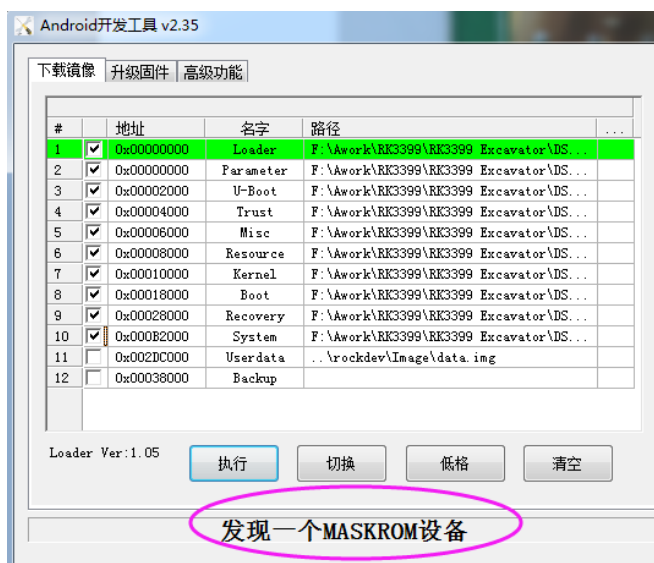 Android开发工具 v2.35
下载镜像 升级固件 高级功能
# 地址 名字 路径 ...
1 0x00000000 Loader F:\Awork\RK3399\RK3399 Excavator\DS...
2 0x00000000 Parameter F:\Awork\RK3399\RK3399 Excavator\DS...
3 0x00002000 U-Boot F:\Awork\RK3399\RK3399 Excavator\DS...
4 0x00004000 Trust F:\Awork\RK3399\RK3399 Excavator\DS...
5 0x00006000 Misc F:\Awork\RK3399\RK3399 Excavator\DS...
6 0x00008000 Resource F:\Awork\RK3399\RK3399 Excavator\DS...
7 0x00010000 Kernel F:\Awork\RK3399\RK3399 Excavator\DS...
8 0x00018000 Boot F:\Awork\RK3399\RK3399 Excavator\DS...
9 0x00028000 Recovery F:\Awork\RK3399\RK3399 Excavator\DS...
10 0x000B2000 System F:\Awork\RK3399\RK3399 Excavator\DS...
11 0x002DC000 Userdata ..\rockdev\Image\data.img
12 0x00038000 Backup
Loader Ver:1.05 执行 切换 低格 清空
发现一个MASKROM设备